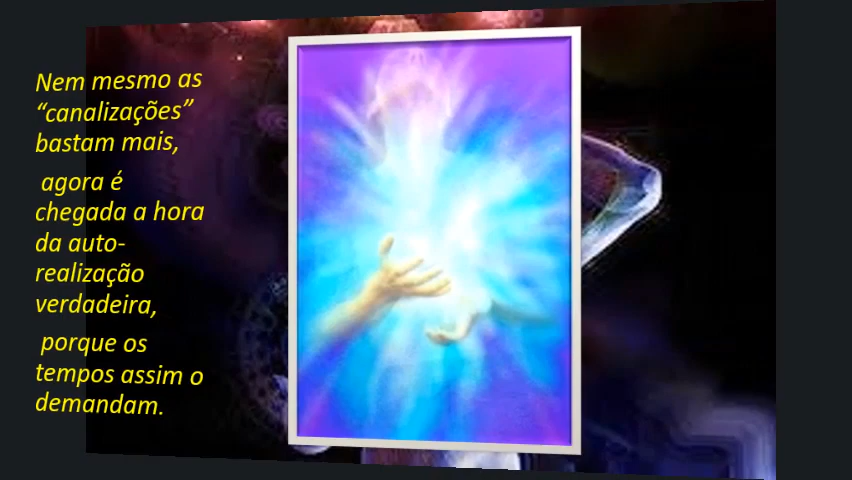 Nem mesmo as
“canalizações”
bastam mais,
agora é
chegada a hora
da auto-
realização
verdadeira,
porque os
tempos assim o
demandam.